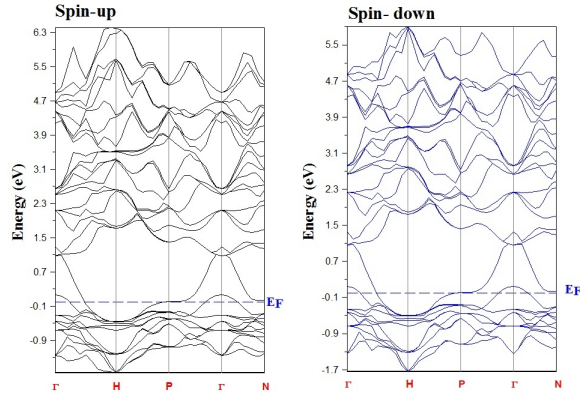 Spin-up
Spin- down
Energy (eV)
6.3
5.5
4.7
3.9
3.1
2.3
1.5
0.7
-0.1
-0.9
EF
Γ H P Γ N
Energy (eV)
5.5
4.7
3.9
3.1
2.3
1.5
0.7
-0.1
-0.9
-1.7
EF
Γ H P Γ N